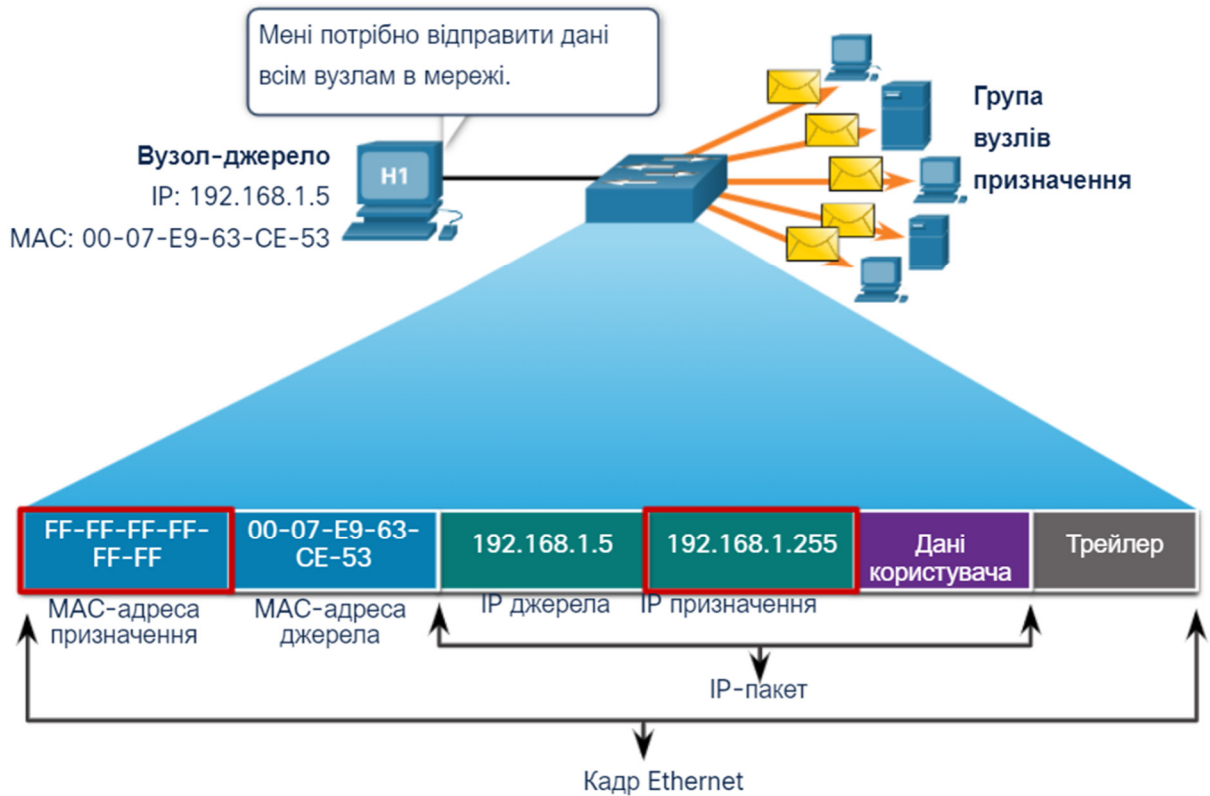 Мені потрібно відправити дані
всім вузлам в мережі.
Вузол-джерело
IP: 192.168.1.5
MAC: 00-07-E9-63-CE-53
H1
Група
вузлів
призначення
FF-FF-FF-FF-
FF-FF
00-07-E9-63-
CE-53
192.168.1.5
192.168.1.255
Дані
користувача
Трейлер
MAC-адреса
призначення
MAC-адреса
джерела
IP джерела
IP призначення
IP-пакет
Кадр Ethernet